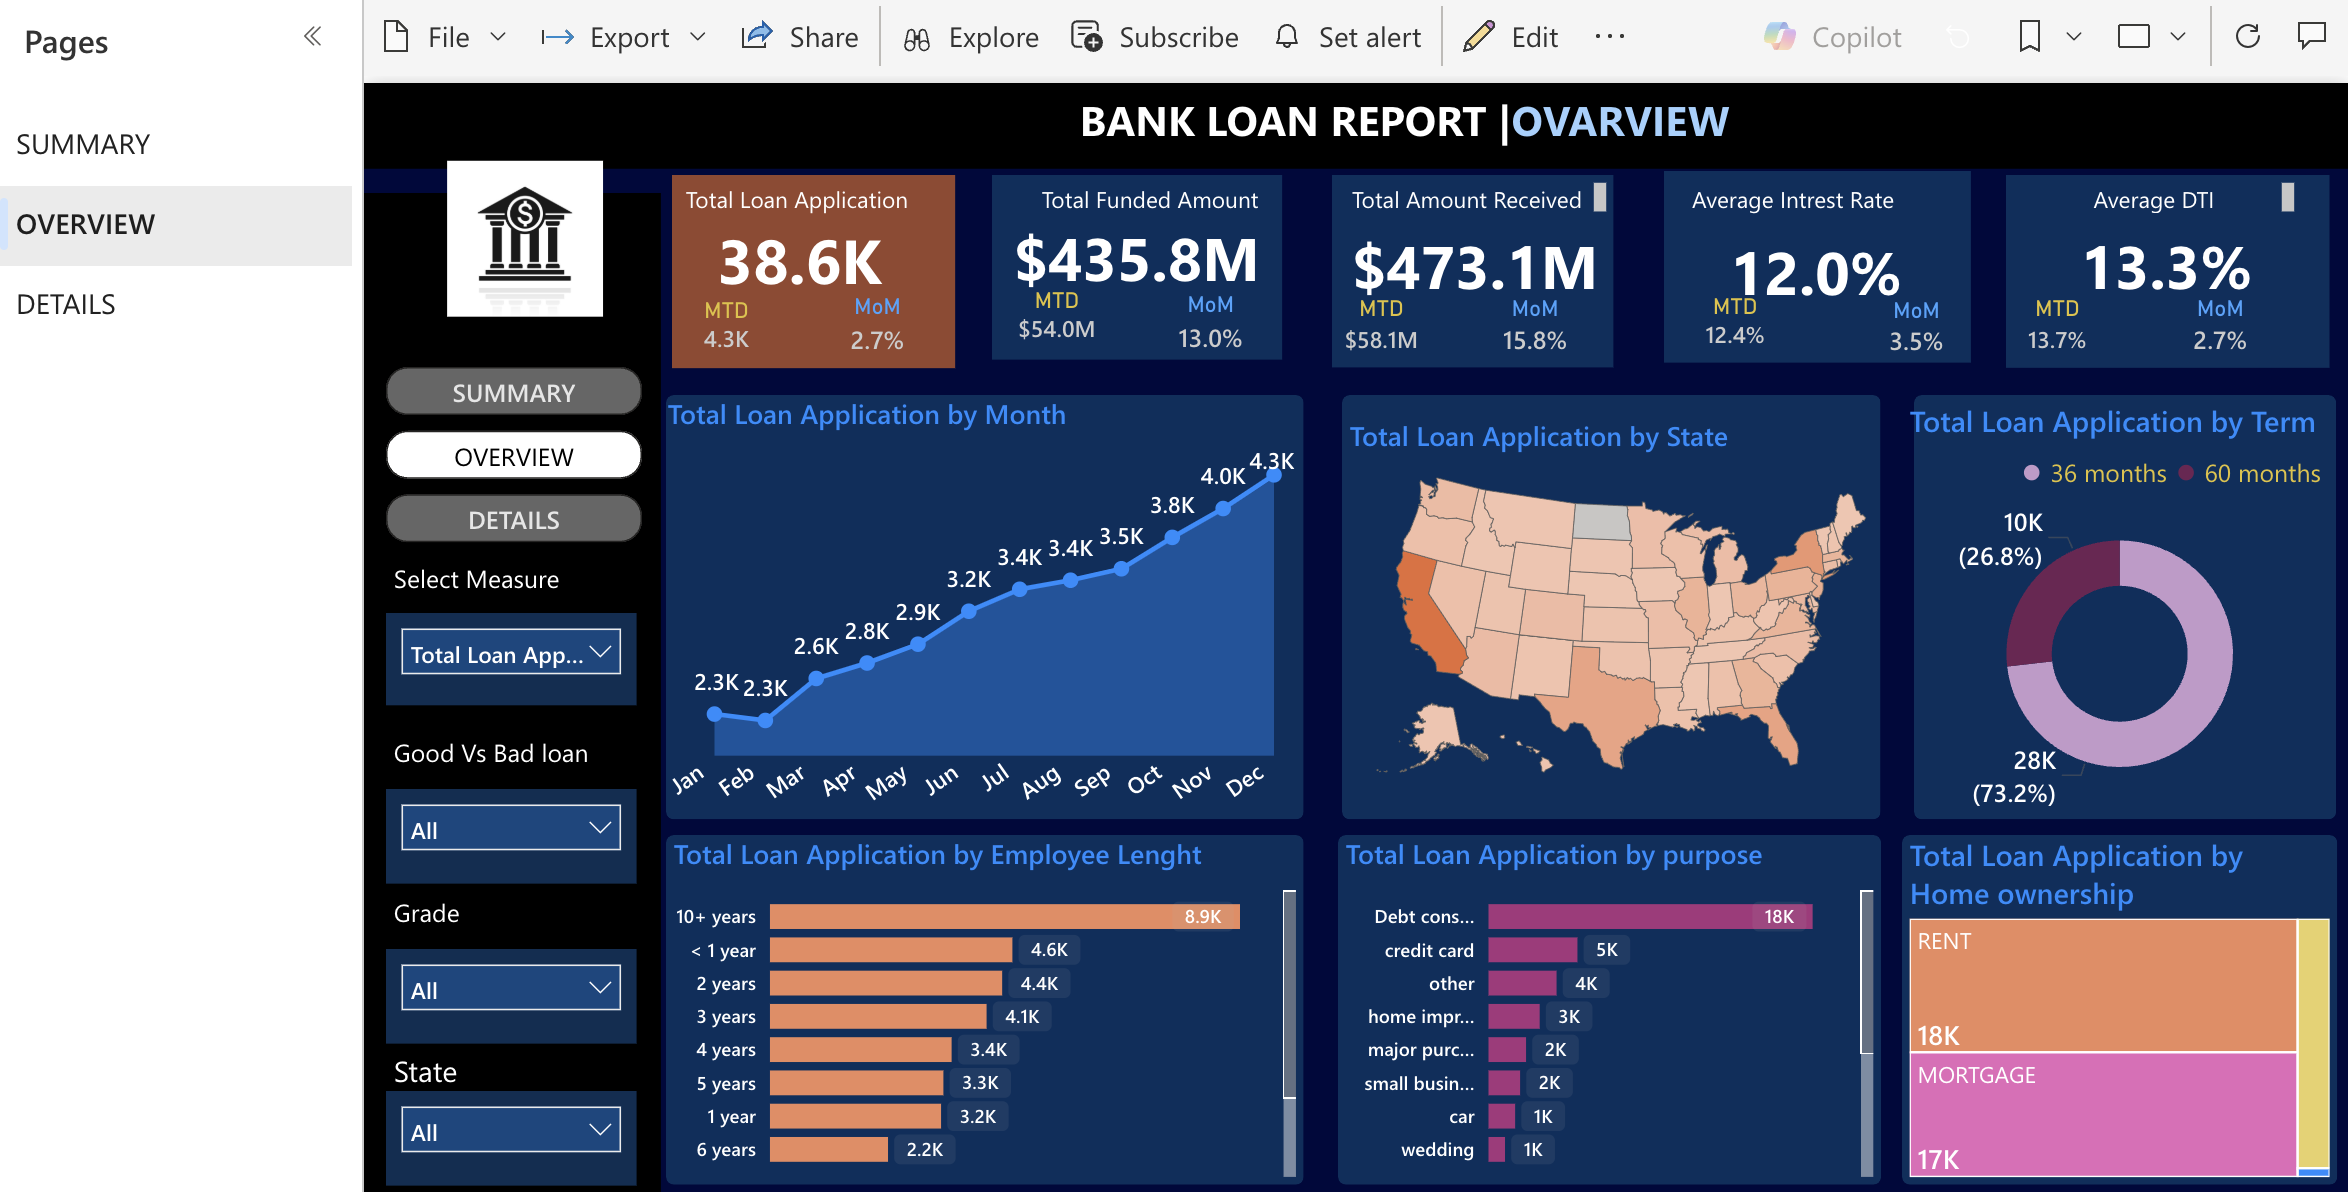 Pages
SUMMARY
OVERVIEW
DETAILS
File
Export
Share
Explore
Subscribe
Set alert
Edit
Copilot
BANK LOAN REPORT |OVARVIEW
$
SUMMARY
OVERVIEW
DETAILS
Select Measure
Total Loan App...
Good Vs Bad loan
All
Grade
All
State
All
Total Loan Application
38.6K
MTD MoM
4.3K 2.7%
Total Funded Amount
$435.8M
MTD MoM
$54.0M 13.0%
Total Amount Received
$473.1M
MTD MoM
$58.1M 15.8%
Average Intrest Rate
12.0%
MTD MoM
12.4% 3.5%
Average DTI
13.3%
MTD MoM
13.7% 2.7%
Total Loan Application by Month
2.3K 2.3K 2.6K 2.8K 2.9K 3.2K 3.4K 3.4K 3.5K 3.8K 4.0K 4.3K
Jan Feb Mar Apr May Jun Jul Aug Sep Oct Nov Dec
Total Loan Application by State
Total Loan Application by Term
36 months 60 months
10K
(26.8%)
28K
(73.2%)
Total Loan Application by Employee Lenght
10+ years 8.9K
< 1 year 4.6K
2 years 4.4K
3 years 4.1K
4 years 3.4K
5 years 3.3K
1 year 3.2K
6 years 2.2K
Total Loan Application by purpose
Debt cons... 18K
credit card 5K
other 4K
home impr... 3K
major purc... 2K
small busin... 2K
car 1K
wedding 1K
Total Loan Application by
Home ownership
RENT
18K
MORTGAGE
17K